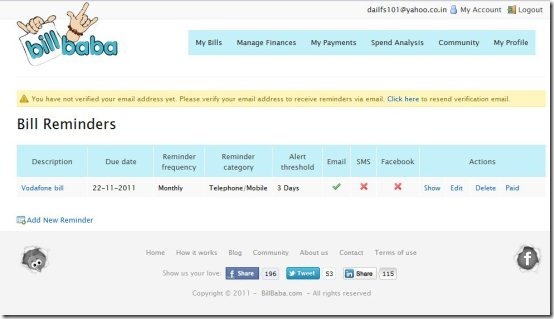 dailfs101@yahoo.co.in My Account Logout
bill baba
My Bills Manage Finances My Payments Spend Analysis Community My Profile
You have not verified your email address yet. Please verify your email address to receive reminders via email. Click here to resend verification email.
Bill Reminders
Description Due date Reminder frequency Reminder category Alert threshold Email SMS Facebook Actions
Vodafone bill 22-11-2011 Monthly Telephone/Mobile 3 Days Show Edit Delete Paid
Add New Reminder
Home How it works Blog Community About us Contact Terms of use
Show us your love: f Share 196 Tweet 53 in Share 115
Copyright © 2011 - BillBaba.com - All rights reserved
f